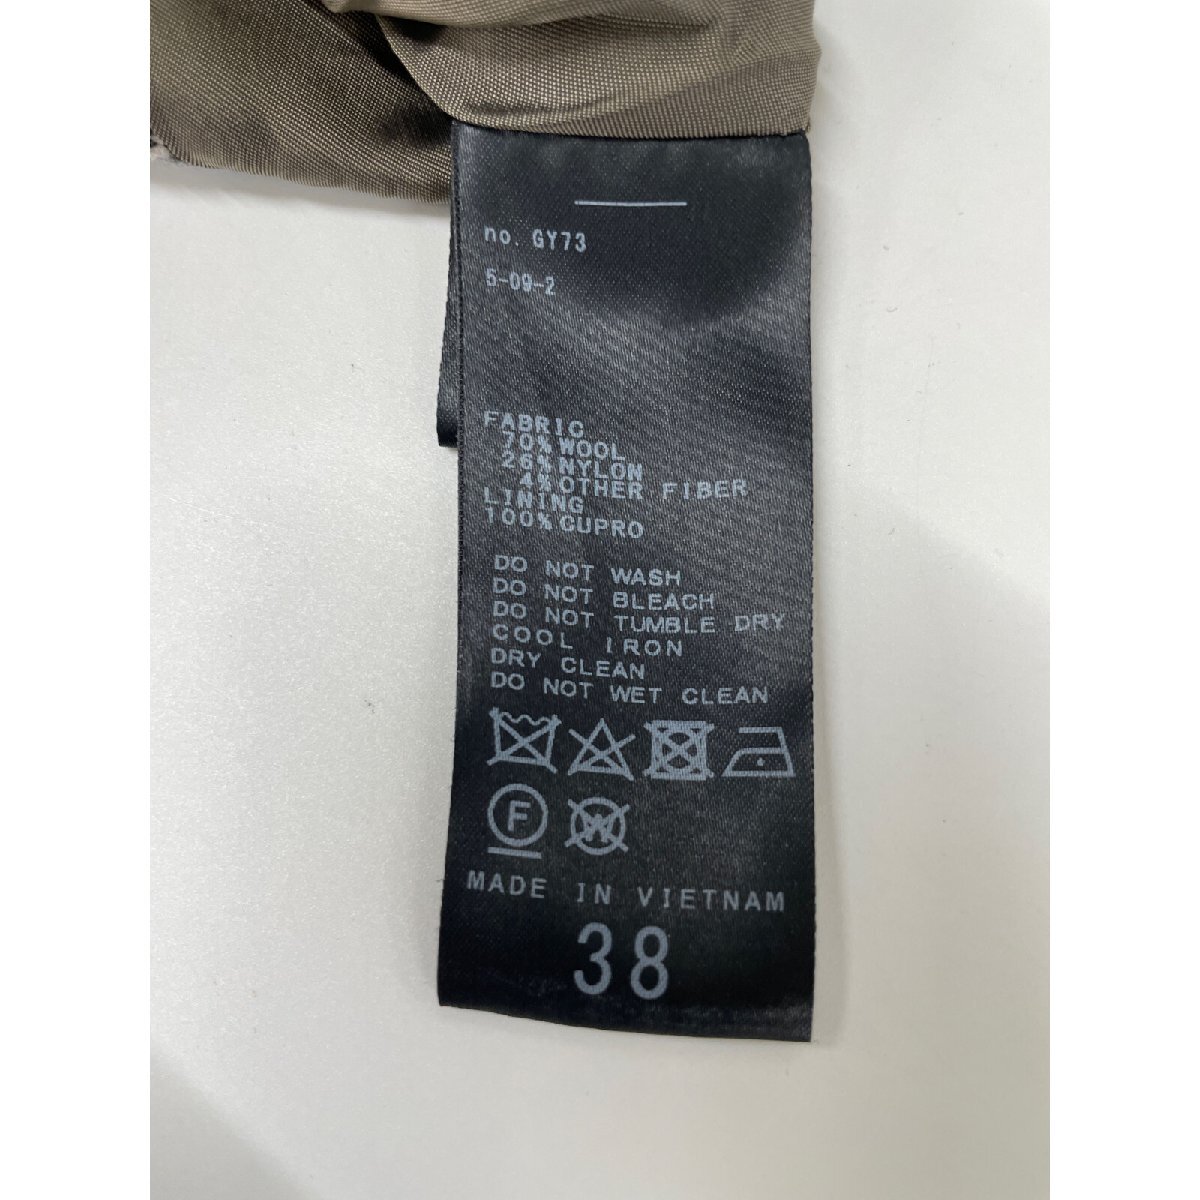 no. GY73
5-09-2
FABRIC
70%WOOL
26%NYLON
4%OTHER FIBER
LINING
100%CUPRO
DO NOT WASH
DO NOT BLEACH
DO NOT TUMBLE DRY
COOL IRON
DRY CLEAN
DO NOT WET CLEAN
F W
MADE IN VIETNAM
38